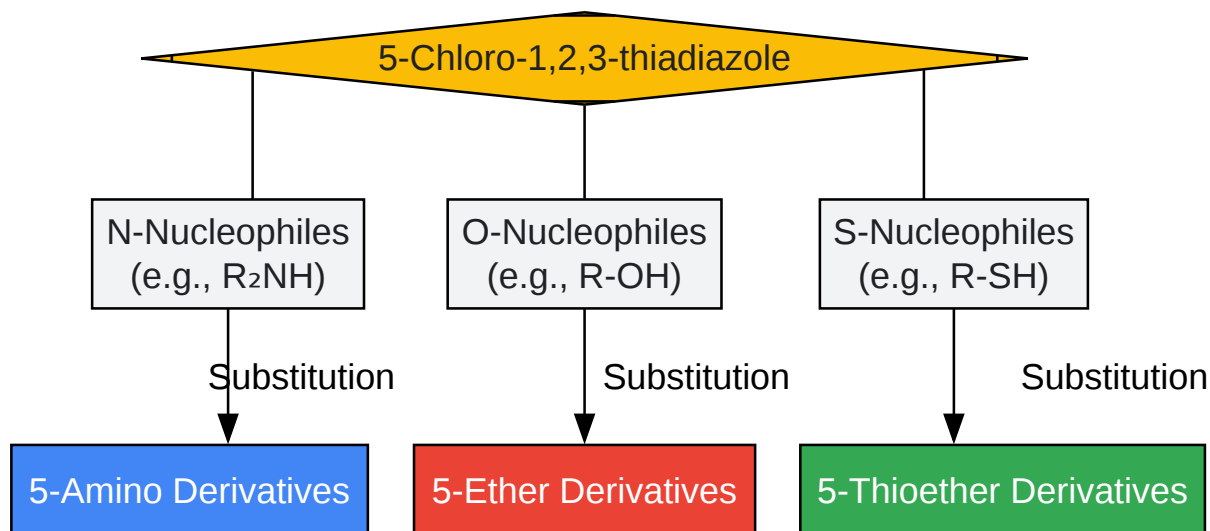 5-Chloro-1,2,3-thiadiazole
N-Nucleophiles
(e.g., R₂NH)
O-Nucleophiles
(e.g., R-OH)
S-Nucleophiles
(e.g., R-SH)
Substitution
Substitution
Substitution
5-Amino Derivatives
5-Ether Derivatives
5-Thioether Derivatives